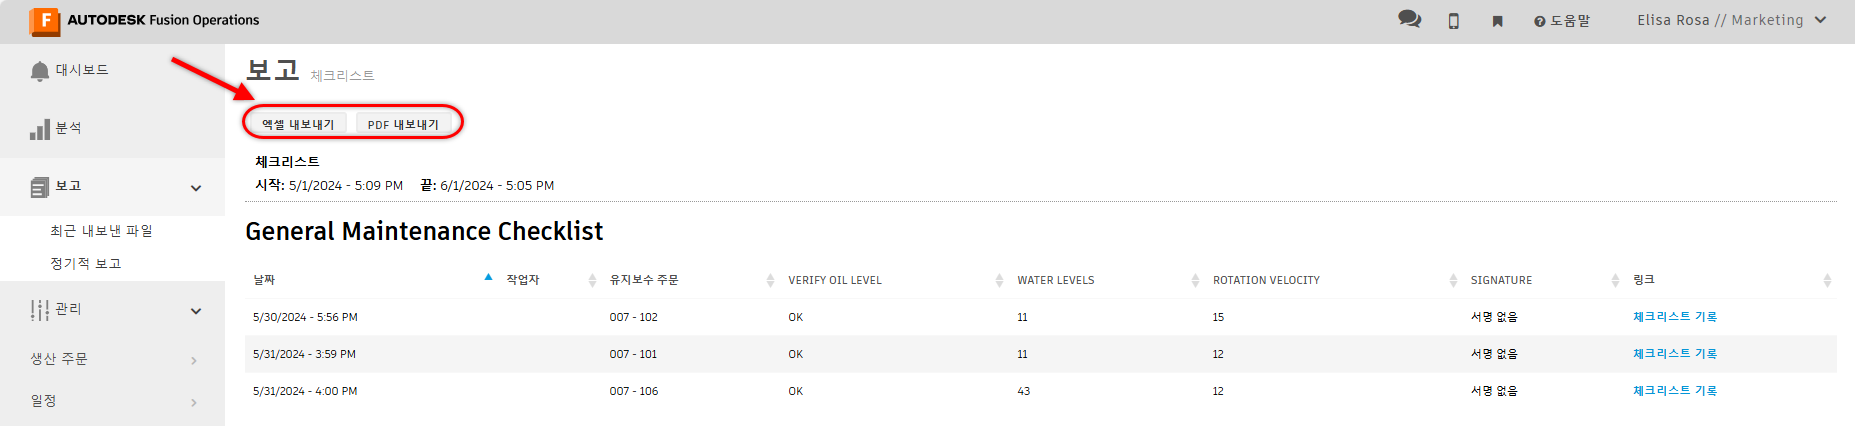 AUTODESK Fusion Operations
도움말
Elisa Rosa // Marketing
대시보드
분석
보고
최근 내보낸 파일
정기적 보고
관리
생산 주문
일정
보고 체크리스트
엑셀 내보내기 PDF 내보내기
체크리스트
시작: 5/1/2024 - 5:09 PM 끝: 6/1/2024 - 5:05 PM
General Maintenance Checklist
날짜 작업자 유지보수 주문 VERIFY OIL LEVEL WATER LEVELS ROTATION VELOCITY SIGNATURE 링크
5/30/2024 - 5:56 PM 007 - 102 OK 11 15 서명 없음 체크리스트 기록
5/31/2024 - 3:59 PM 007 - 101 OK 11 12 서명 없음 체크리스트 기록
5/31/2024 - 4:00 PM 007 - 106 OK 43 12 서명 없음 체크리스트 기록